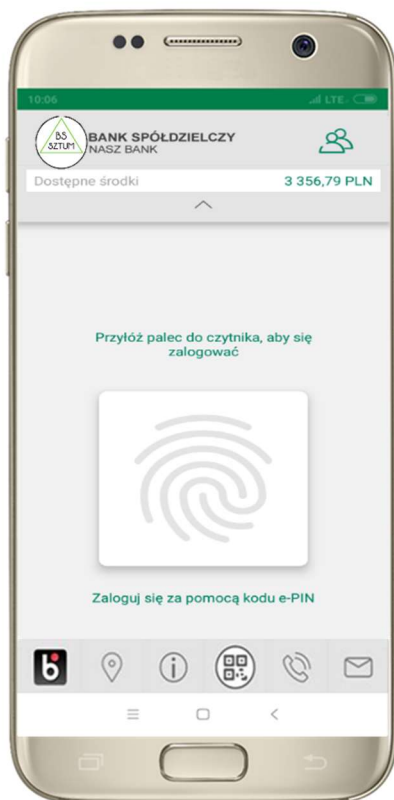 10:06
LTE
BS
SZTUM
BANK SPÓŁDZIELCZY
NASZ BANK
Dostępne środki 3 356,79 PLN
Przyłóż palec do czytnika, aby się
zalogować
Zaloguj się za pomocą kodu e-PIN
b